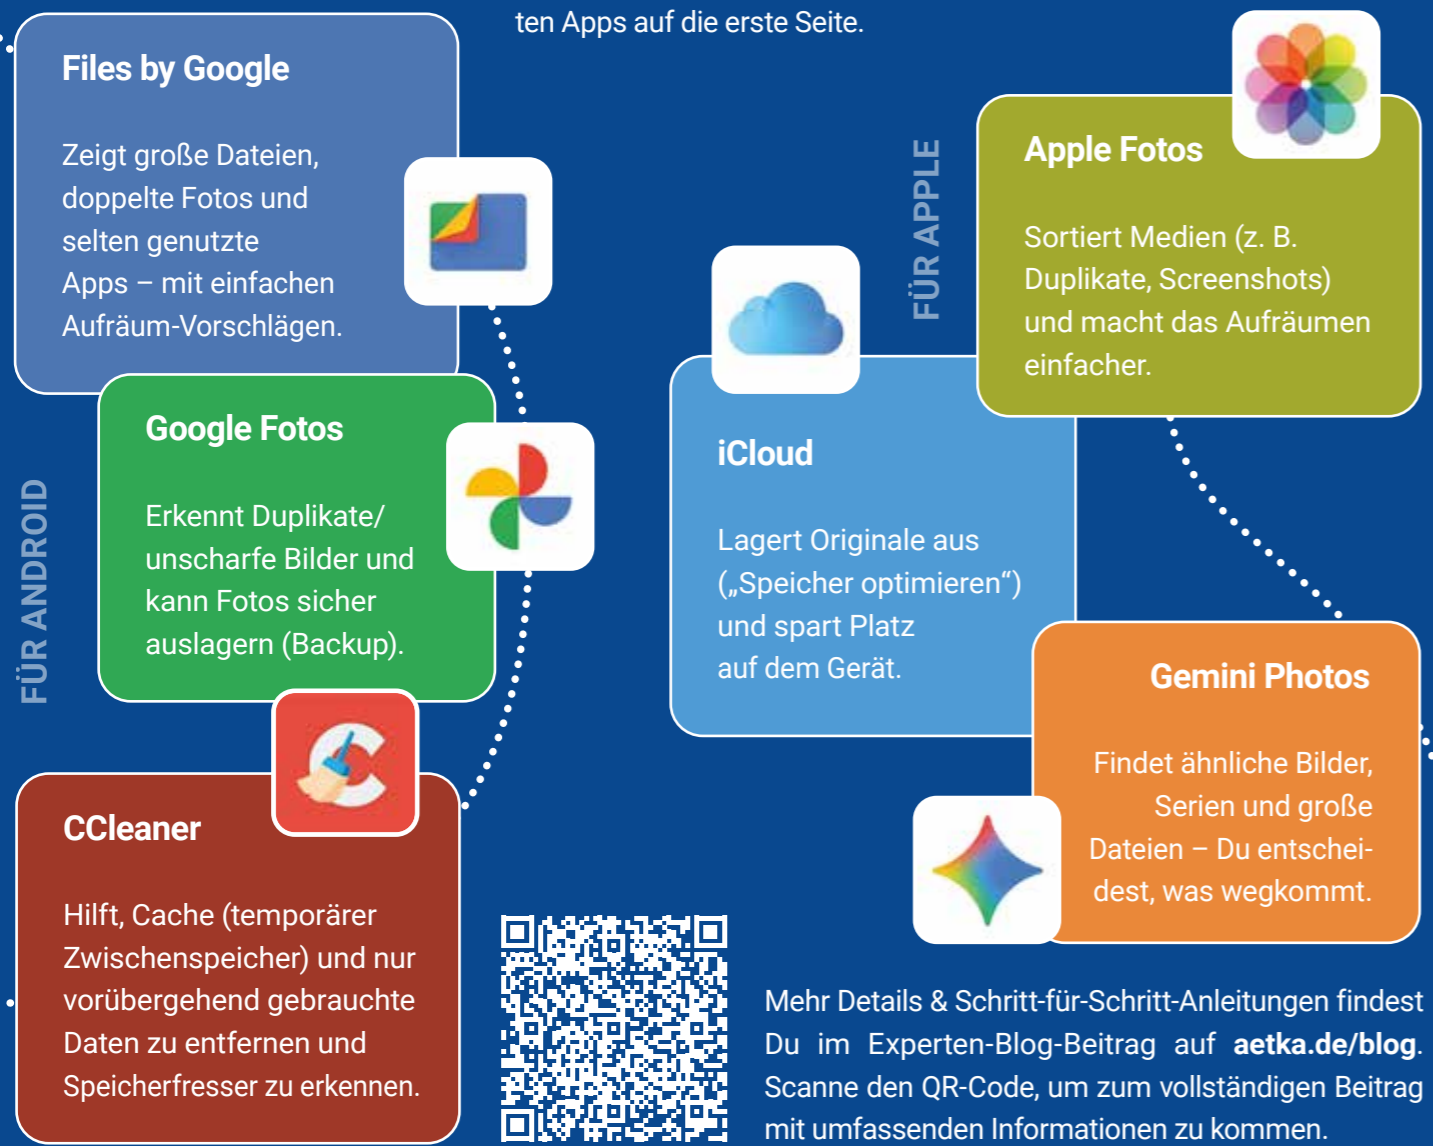 ten Apps auf die erste Seite.
FÜR ANDROID
Files by Google
Zeigt große Dateien,
doppelte Fotos und
selten genutzte
Apps – mit einfachen
Aufräum-Vorschlägen.
Google Fotos
Erkennt Duplikate/
unscharfe Bilder und
kann Fotos sicher
auslagern (Backup).
CCleaner
Hilft, Cache (temporärer
Zwischenspeicher) und nur
vorübergehend gebrauchte
Daten zu entfernen und
Speicherfresser zu erkennen.
FÜR APPLE
Apple Fotos
Sortiert Medien (z. B.
Duplikate, Screenshots)
und macht das Aufräumen
einfacher.
iCloud
Lagert Originale aus
(„Speicher optimieren“)
und spart Platz
auf dem Gerät.
Gemini Photos
Findet ähnliche Bilder,
Serien und große
Dateien – Du entschei-
dest, was wegkommt.
Mehr Details & Schritt-für-Schritt-Anleitungen findest
Du im Experten-Blog-Beitrag auf aetka.de/blog.
Scanne den QR-Code, um zum vollständigen Beitrag
mit umfassenden Informationen zu kommen.